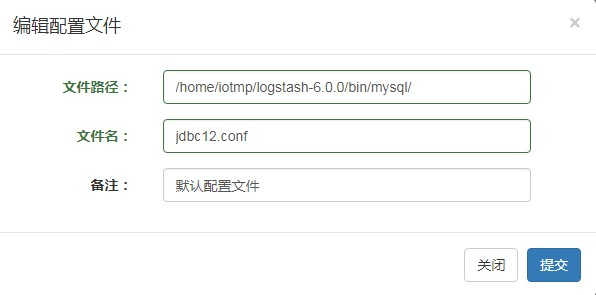 编辑配置文件 ×
文件路径： /home/iotmp/logstash-6.0.0/bin/mysql/
文件名： jdbc12.conf
备注： 默认配置文件
关闭 提交